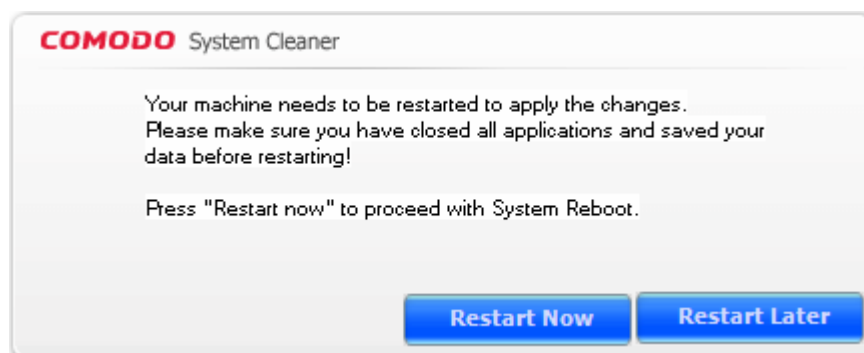 COMODO System Cleaner
Your machine needs to be restarted to apply the changes.
Please make sure you have closed all applications and saved your
data before restarting!
Press "Restart now" to proceed with System Reboot.
Restart Now Restart Later